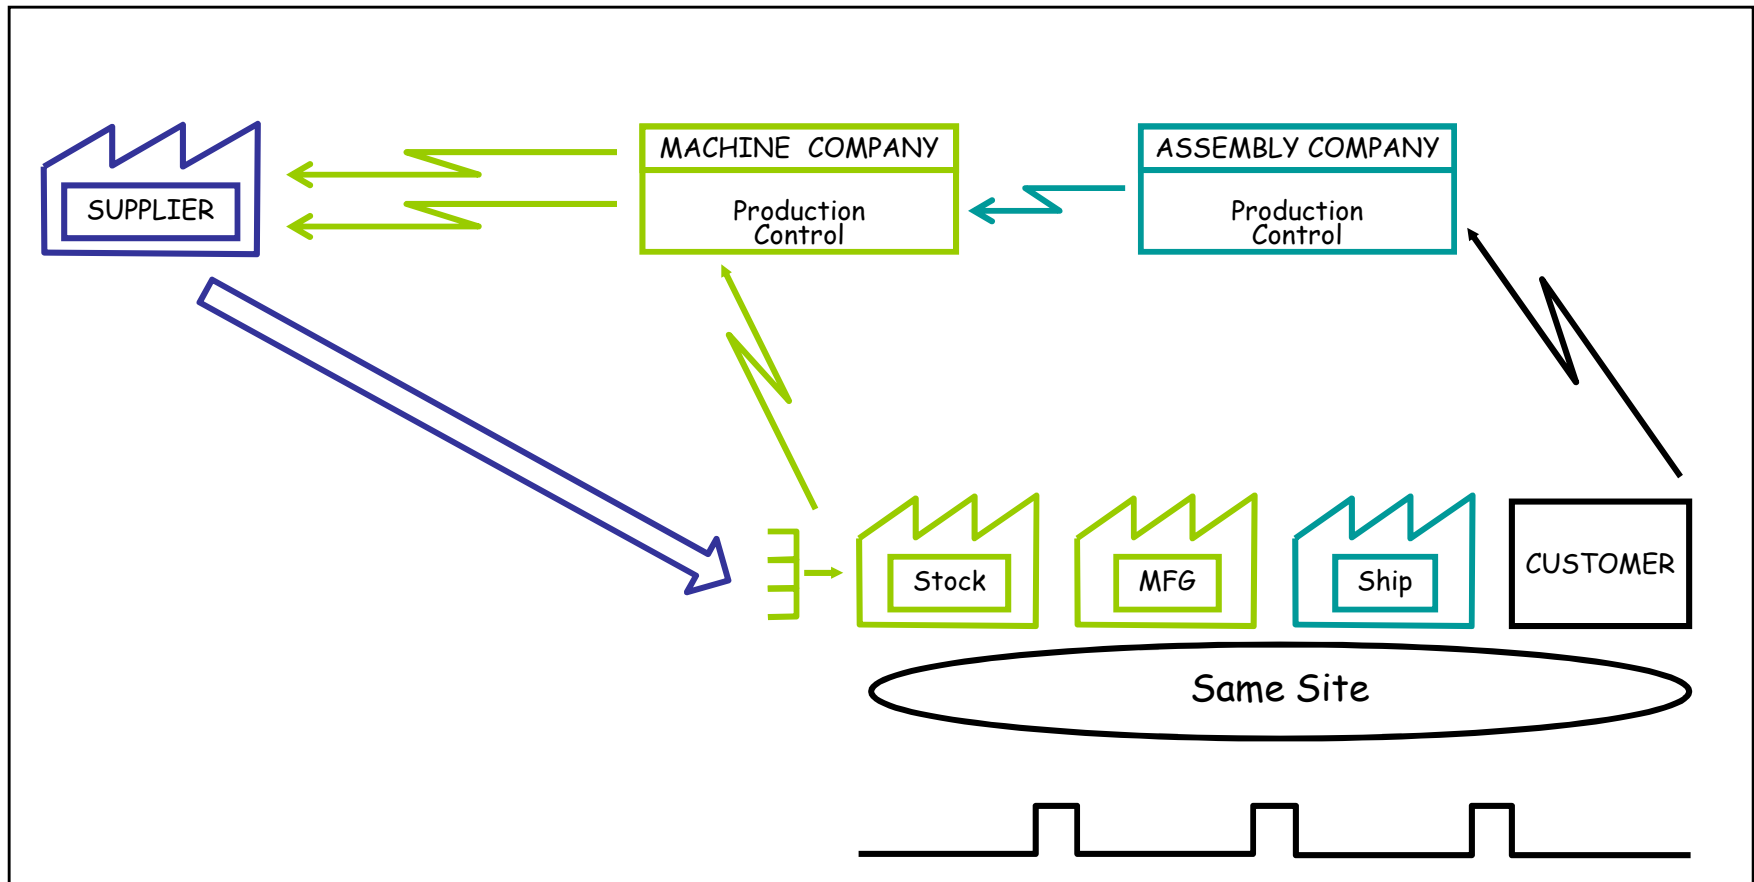 MACHINE COMPANY
ASSEMBLY COMPANY
SUPPLIER
Production
Control
Production
Control
Stock
MFG
Ship
CUSTOMER
Same Site